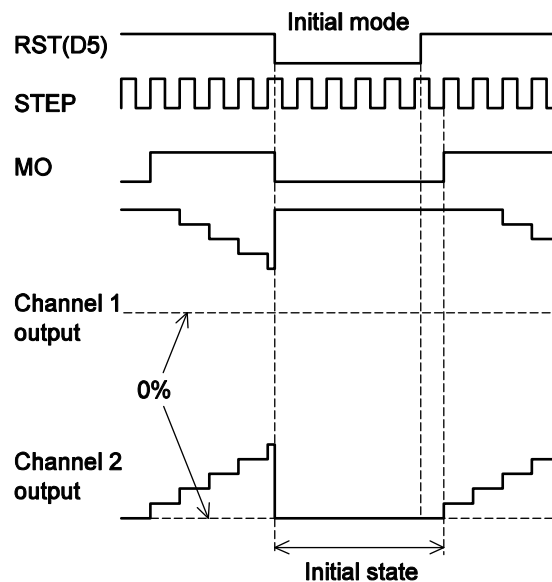 Initial mode
RST(D5)
STEP
MO
Channel 1
output
0%
Channel 2
output
Initial state